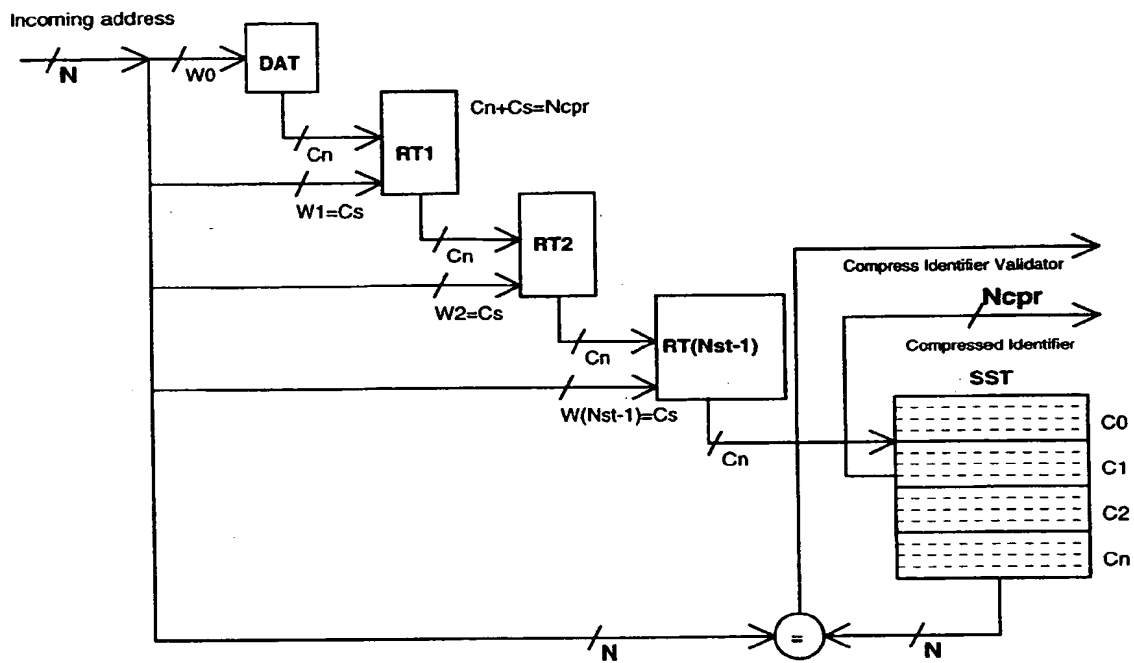 Incoming address
N
W0
DAT
Cn
Cn+Cs=Ncpr
RT1
W1=Cs
Cn
RT2
W2=Cs
Cn
RT(Nst-1)
W(Nst-1)=Cs
Cn
Compress Identifier Validator
Ncpr
Compressed Identifier
SST
C0
C1
C2
Cn
N
=
N